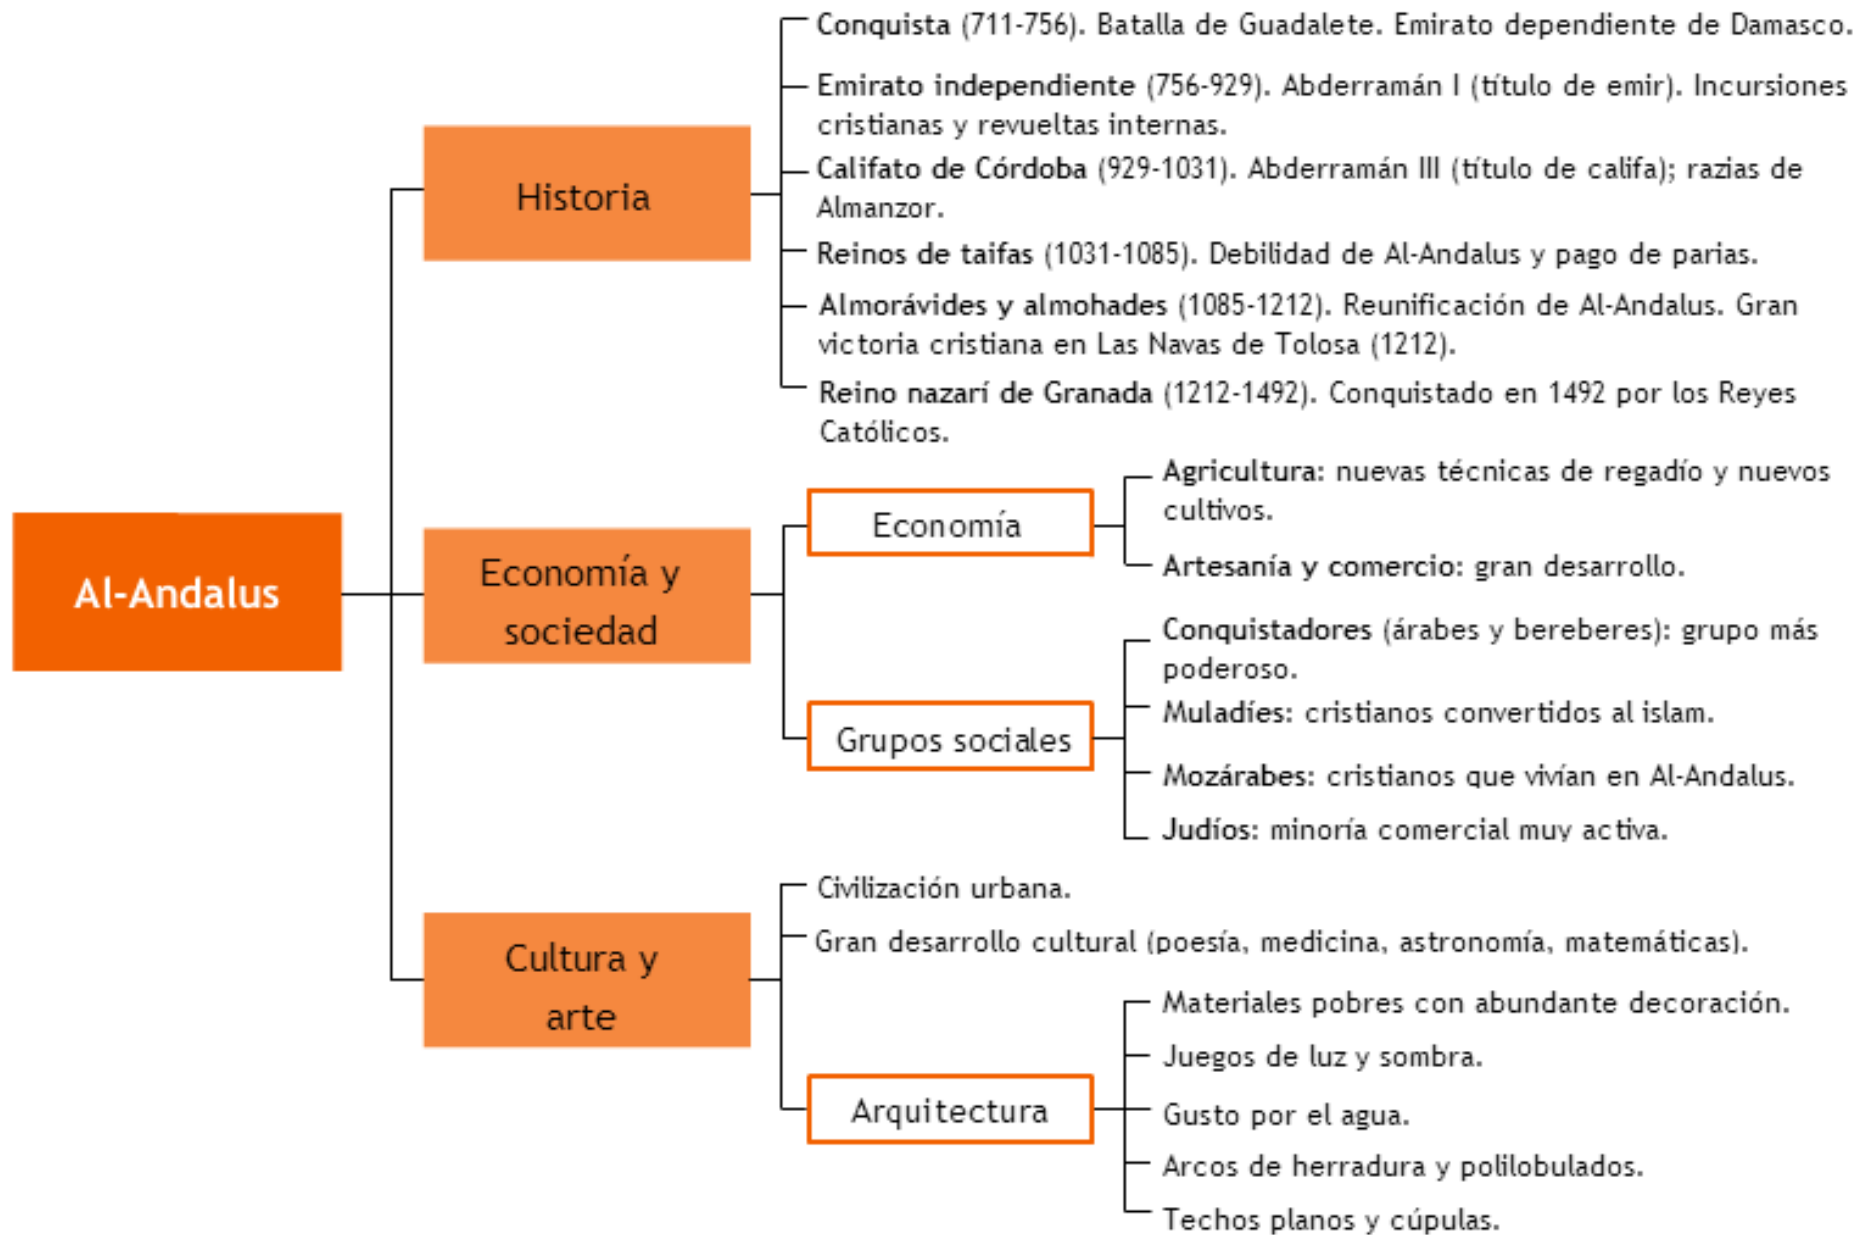 Al-Andalus
Historia
Conquista (711-756). Batalla de Guadalete. Emirato dependiente de Damasco.
Emirato independiente (756-929). Abderramán I (título de emir). Incursiones
cristianas y revueltas internas.
Califato de Córdoba (929-1031). Abderramán III (título de califa); razias de
Almanzor.
Reinos de taifas (1031-1085). Debilidad de Al-Andalus y pago de parias.
Almorávides y almohades (1085-1212). Reunificación de Al-Andalus. Gran
victoria cristiana en Las Navas de Tolosa (1212).
Reino nazarí de Granada (1212-1492). Conquistado en 1492 por los Reyes
Católicos.
Economía y
sociedad
Economía
Agricultura: nuevas técnicas de regadío y nuevos
cultivos.
Artesanía y comercio: gran desarrollo.
Grupos sociales
Conquistadores (árabes y bereberes): grupo más
poderoso.
Muladíes: cristianos convertidos al islam.
Mozárabes: cristianos que vivían en Al-Andalus.
Judíos: minoría comercial muy activa.
Cultura y
arte
Civilización urbana.
Gran desarrollo cultural (poesía, medicina, astronomía, matemáticas).
Arquitectura
Materiales pobres con abundante decoración.
Juegos de luz y sombra.
Gusto por el agua.
Arcos de herradura y polilobulados.
Techos planos y cúpulas.